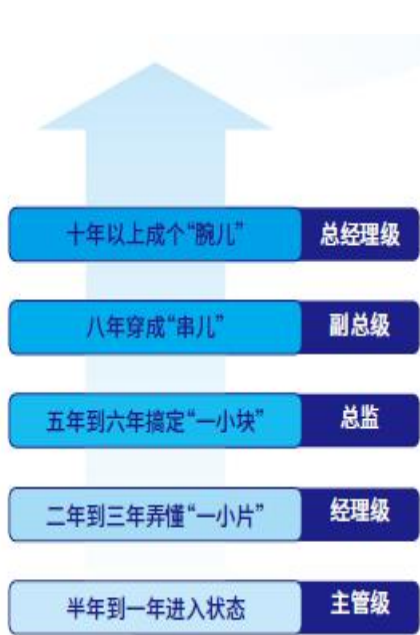 十年以上成个“腕儿” 总经理级
八年穿成“串儿” 副总级
五年到六年搞定“一小块” 总监
二年到三年弄懂“一小片” 经理级
半年到一年进入状态 主管级